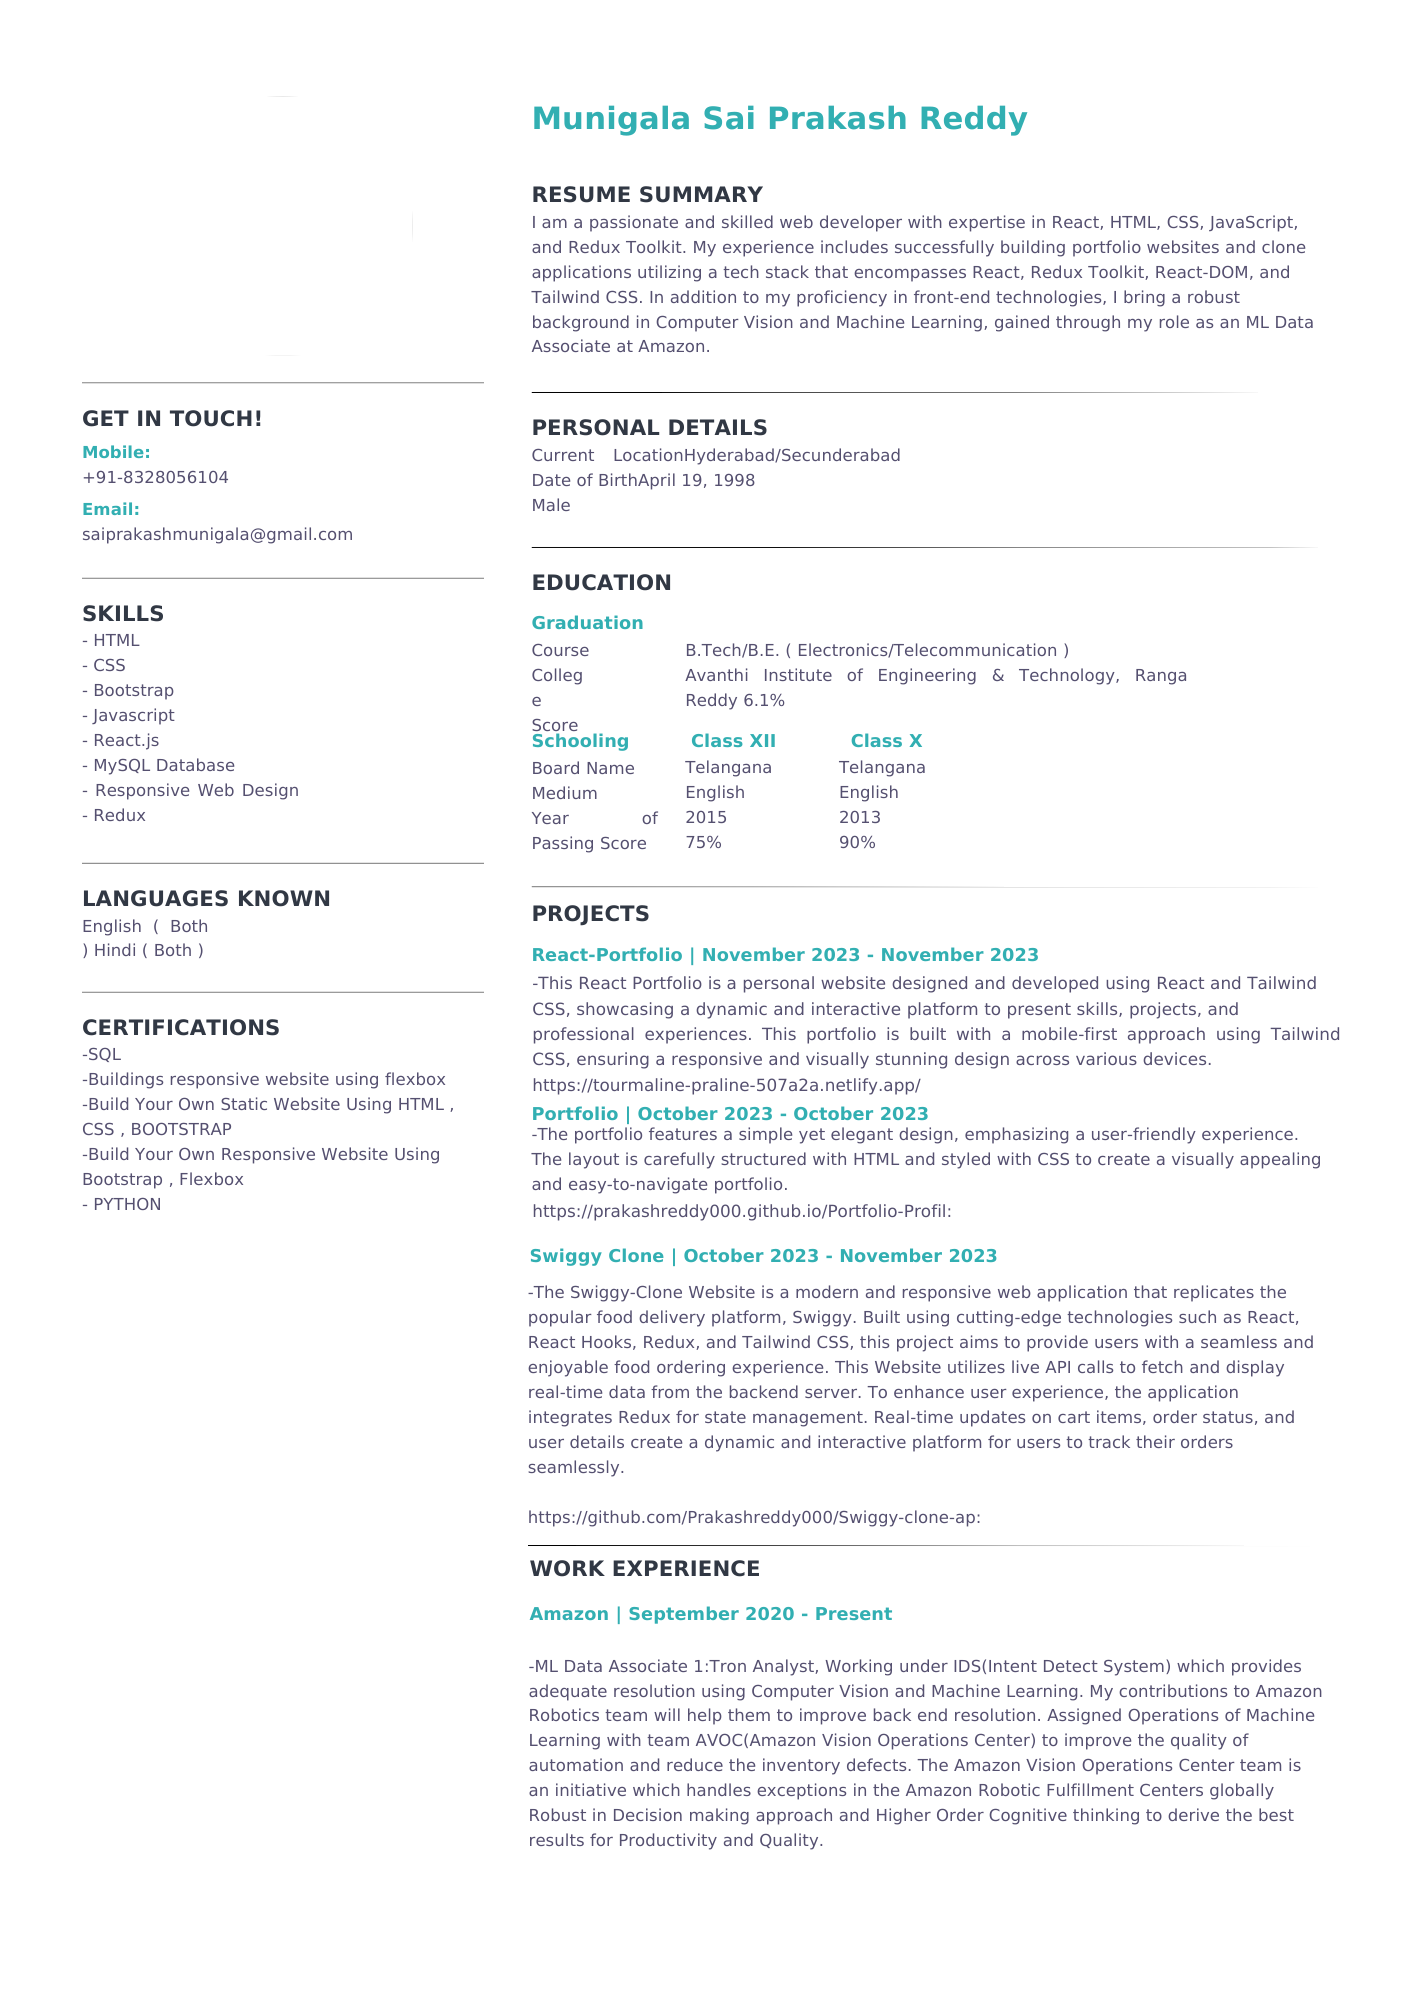 Munigala Sai Prakash Reddy
RESUME SUMMARY
I am a passionate and skilled web developer with expertise in React, HTML, CSS, JavaScript,
and Redux Toolkit. My experience includes successfully building portfolio websites and clone
applications utilizing a tech stack that encompasses React, Redux Toolkit, React-DOM, and
Tailwind CSS. In addition to my proficiency in front-end technologies, I bring a robust
background in Computer Vision and Machine Learning, gained through my role as an ML Data
Associate at Amazon.
GET IN TOUCH!
Mobile:
+91-8328056104
Email:
saiprakashmunigala@gmail.com
SKILLS
- HTML
- CSS
- Bootstrap
- Javascript
- React.js
- MySQL Database
- Responsive Web Design
- Redux
LANGUAGES KNOWN
English ( Both
) Hindi ( Both )
CERTIFICATIONS
-SQL
-Buildings responsive website using flexbox
-Build Your Own Static Website Using HTML ,
CSS , BOOTSTRAP
-Build Your Own Responsive Website Using
Bootstrap , Flexbox
- PYTHON
PERSONAL DETAILS
Current LocationHyderabad/Secunderabad
Date of BirthApril 19, 1998
Male
EDUCATION
Graduation
Course B.Tech/B.E. ( Electronics/Telecommunication )
Colleg Avanthi Institute of Engineering & Technology, Ranga
e Reddy 6.1%
Score
Schooling Class XII Class X
Board Name Telangana Telangana
Medium English English
Year of 2015 2013
Passing Score 75% 90%
PROJECTS
React-Portfolio | November 2023 - November 2023
-This React Portfolio is a personal website designed and developed using React and Tailwind
CSS, showcasing a dynamic and interactive platform to present skills, projects, and
professional experiences. This portfolio is built with a mobile-first approach using Tailwind
CSS, ensuring a responsive and visually stunning design across various devices.
https://tourmaline-praline-507a2a.netlify.app/
Portfolio | October 2023 - October 2023
-The portfolio features a simple yet elegant design, emphasizing a user-friendly experience.
The layout is carefully structured with HTML and styled with CSS to create a visually appealing
and easy-to-navigate portfolio.
https://prakashreddy000.github.io/Portfolio-Profil:
Swiggy Clone | October 2023 - November 2023
-The Swiggy-Clone Website is a modern and responsive web application that replicates the
popular food delivery platform, Swiggy. Built using cutting-edge technologies such as React,
React Hooks, Redux, and Tailwind CSS, this project aims to provide users with a seamless and
enjoyable food ordering experience. This Website utilizes live API calls to fetch and display
real-time data from the backend server. To enhance user experience, the application
integrates Redux for state management. Real-time updates on cart items, order status, and
user details create a dynamic and interactive platform for users to track their orders
seamlessly.
https://github.com/Prakashreddy000/Swiggy-clone-ap:
WORK EXPERIENCE
Amazon | September 2020 - Present
-ML Data Associate 1:Tron Analyst, Working under IDS(Intent Detect System) which provides
adequate resolution using Computer Vision and Machine Learning. My contributions to Amazon
Robotics team will help them to improve back end resolution. Assigned Operations of Machine
Learning with team AVOC(Amazon Vision Operations Center) to improve the quality of
automation and reduce the inventory defects. The Amazon Vision Operations Center team is
an initiative which handles exceptions in the Amazon Robotic Fulfillment Centers globally
Robust in Decision making approach and Higher Order Cognitive thinking to derive the best
results for Productivity and Quality.